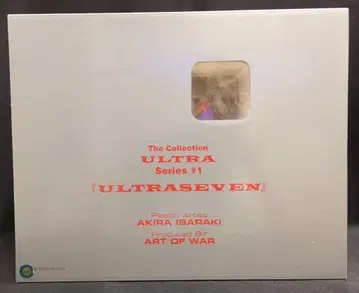 The Collection
ULTRA
Series #1
『ULTRASEVEN』
Plastic Artist
AKIRA IBARAKI
Produced BY
ART OF WAR